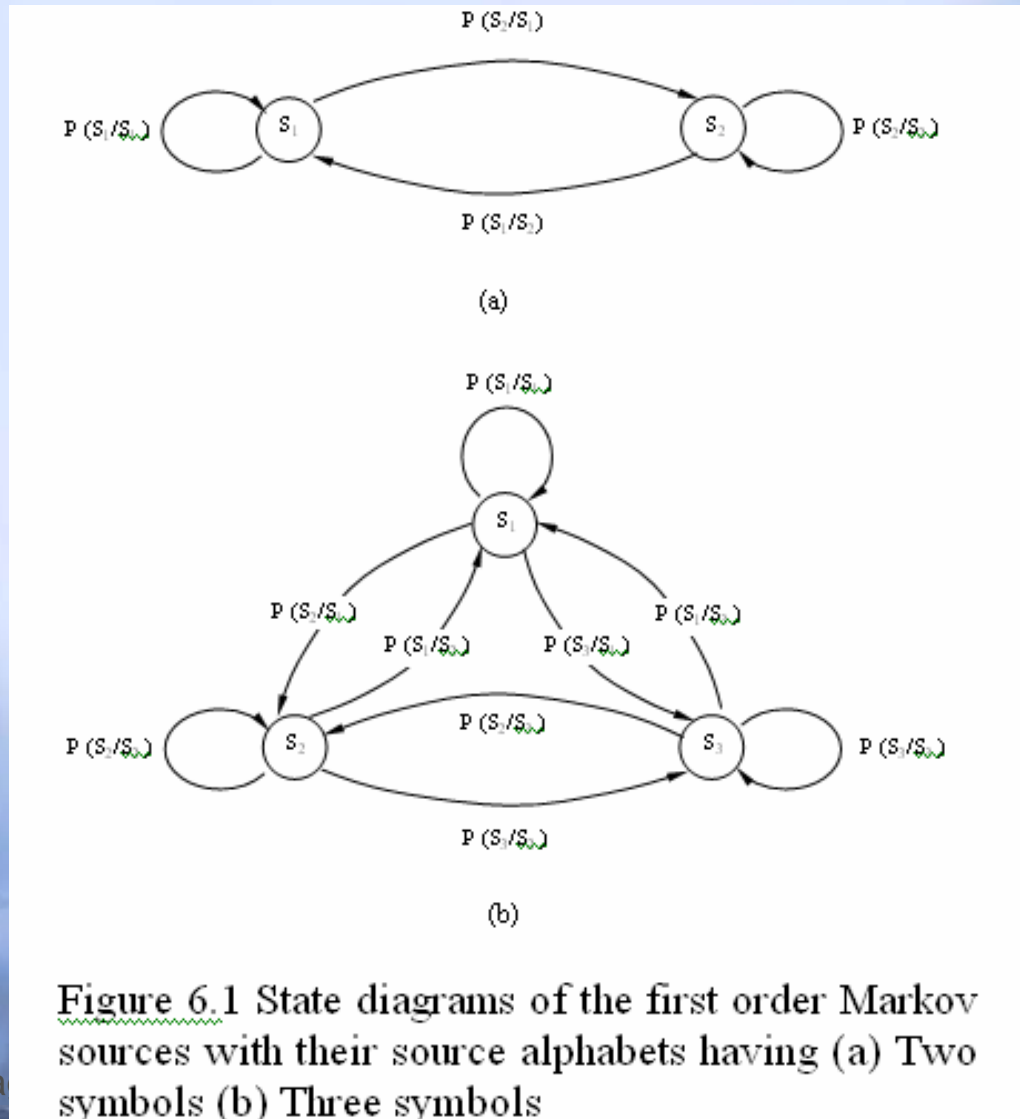 P (S₂/S₁)
P (S₁/S₁)
S₁
S₂
P (S₂/S₂)
P (S₁/S₂)
(a)
P (S₁/S₁)
S₁
P (S₂/S₁)
P (S₁/S₂)
P (S₃/S₁)
P (S₁/S₃)
P (S₂/S₂)
S₂
P (S₂/S₃)
S₃
P (S₃/S₃)
P (S₃/S₂)
(b)
Figure 6.1 State diagrams of the first order Markov
sources with their source alphabets having (a) Two
symbols (b) Three symbols